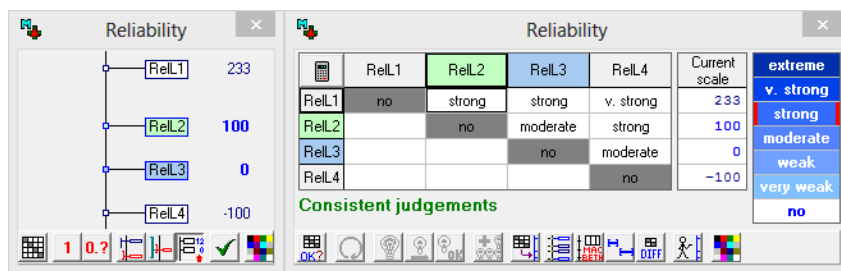 Reliability
RelL1 233
RelL2 100
RelL3 0
RelL4 -100
1 0.?
Reliability
RelL1 RelL2 RelL3 RelL4 Current scale
RelL1 no strong strong v. strong 233
RelL2 no moderate strong 100
RelL3 no moderate 0
RelL4 no -100
Consistent judgements
extreme
v. strong
strong
moderate
weak
very weak
no
OK? OK MAC BETH DIFF